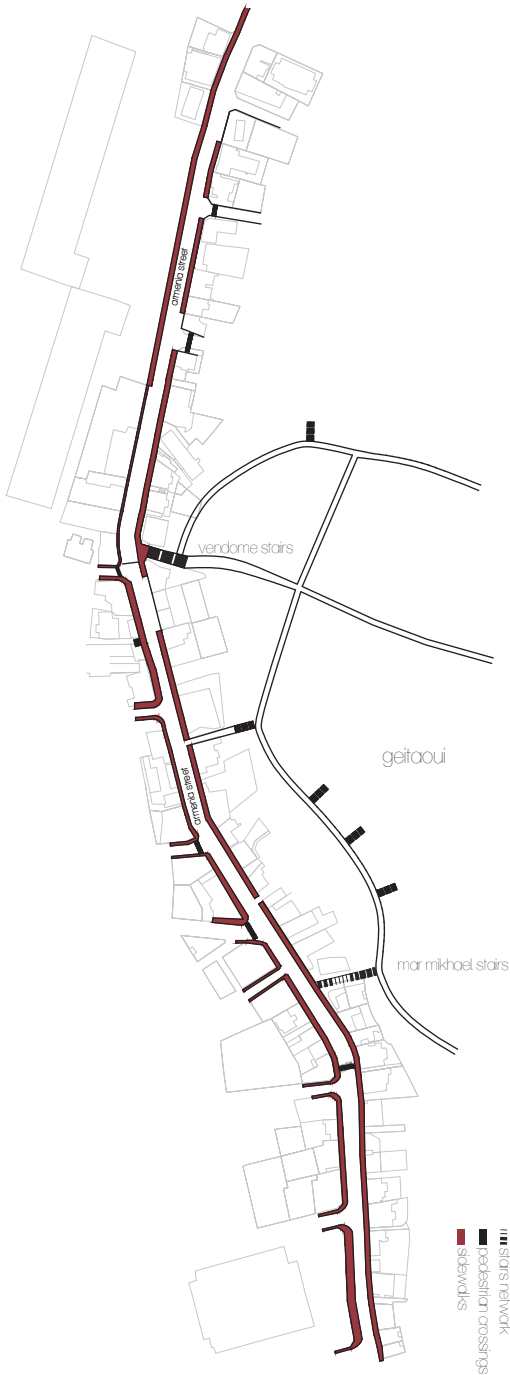 armenia street
vendome stairs
geitaoui
armenia street
mar mikhael stairs
stairs network
pedestrian crossings
sidewalks